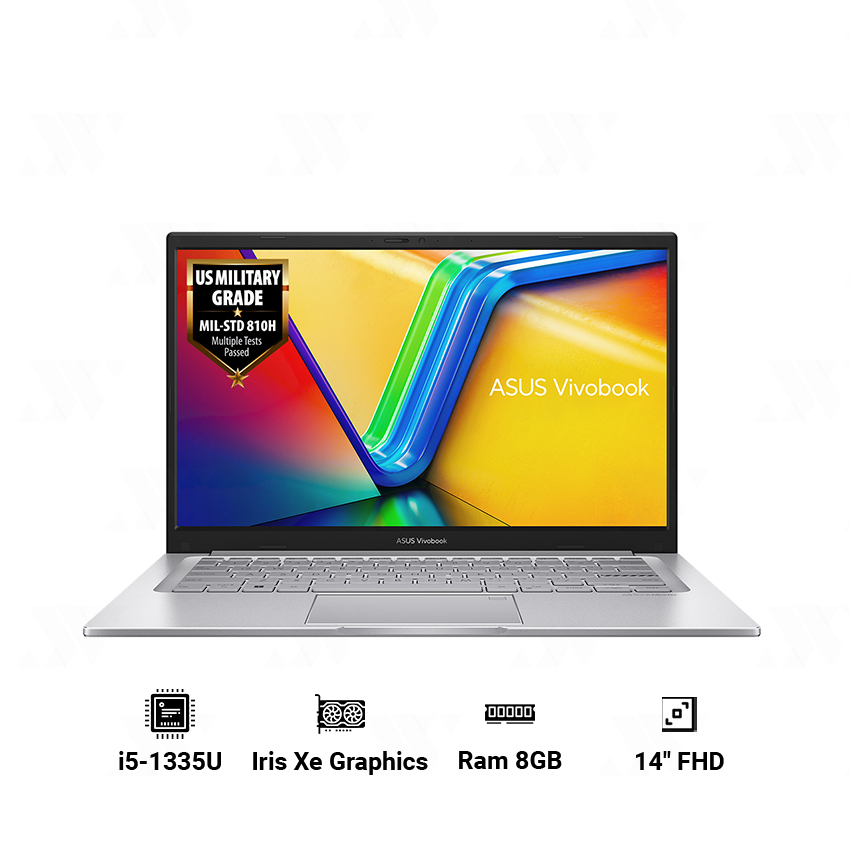 US MILITARY
GRADE
MIL-STD 810H
Multiple Tests
Passed
ASUS Vivobook
ASUS Vivobook
i5-1335U
Iris Xe Graphics
Ram 8GB
14" FHD